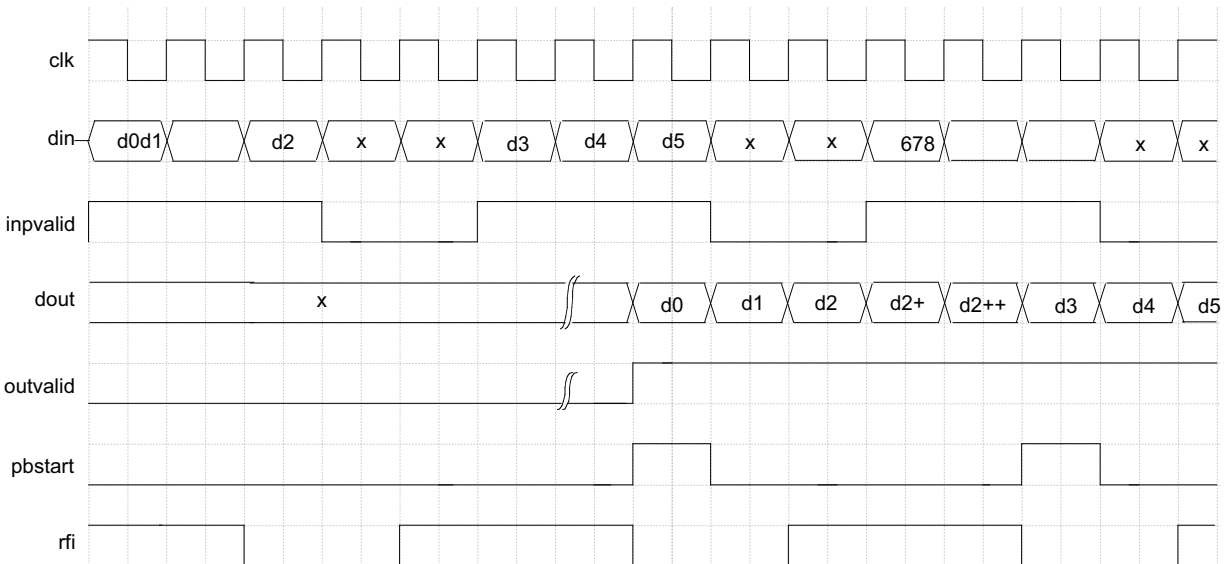 clk
din d0d1 d2 x x d3 d4 d5 x x 678 x x
inpvalid
dout x d0 d1 d2 d2+ d2++ d3 d4 d5
outvalid
pbstart
rfi